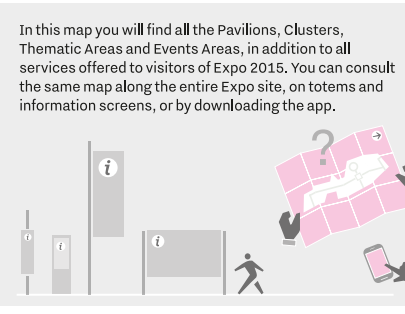 In this map you will find all the Pavilions, Clusters,
Thematic Areas and Events Areas, in addition to all
services offered to visitors of Expo 2015. You can consult
the same map along the entire Expo site, on totems and
information screens, or by downloading the app.
?
i
i
i
i